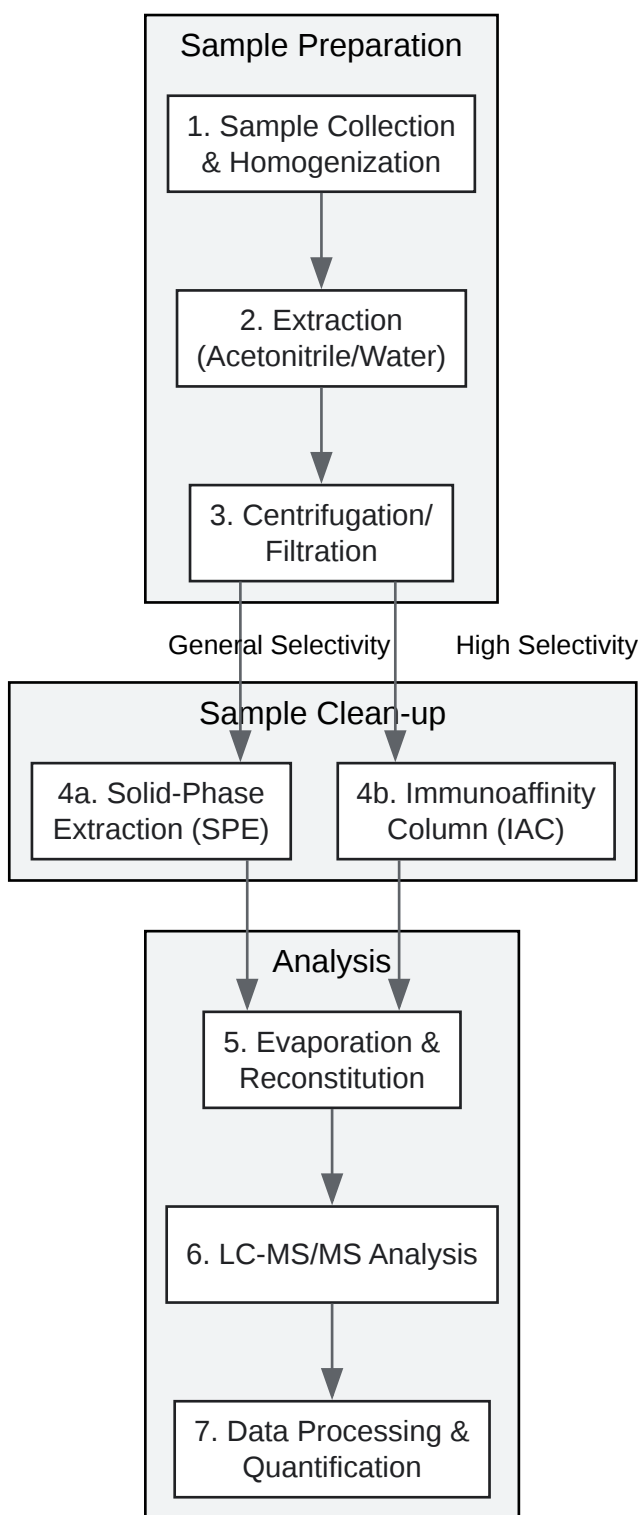 Sample Preparation
1. Sample Collection
& Homogenization
2. Extraction
(Acetonitrile/Water)
3. Centrifugation/
Filtration
General Selectivity
High Selectivity
Sample Clean-up
4a. Solid-Phase
Extraction (SPE)
4b. Immunoaffinity
Column (IAC)
Analysis
5. Evaporation &
Reconstitution
6. LC-MS/MS Analysis
7. Data Processing &
Quantification